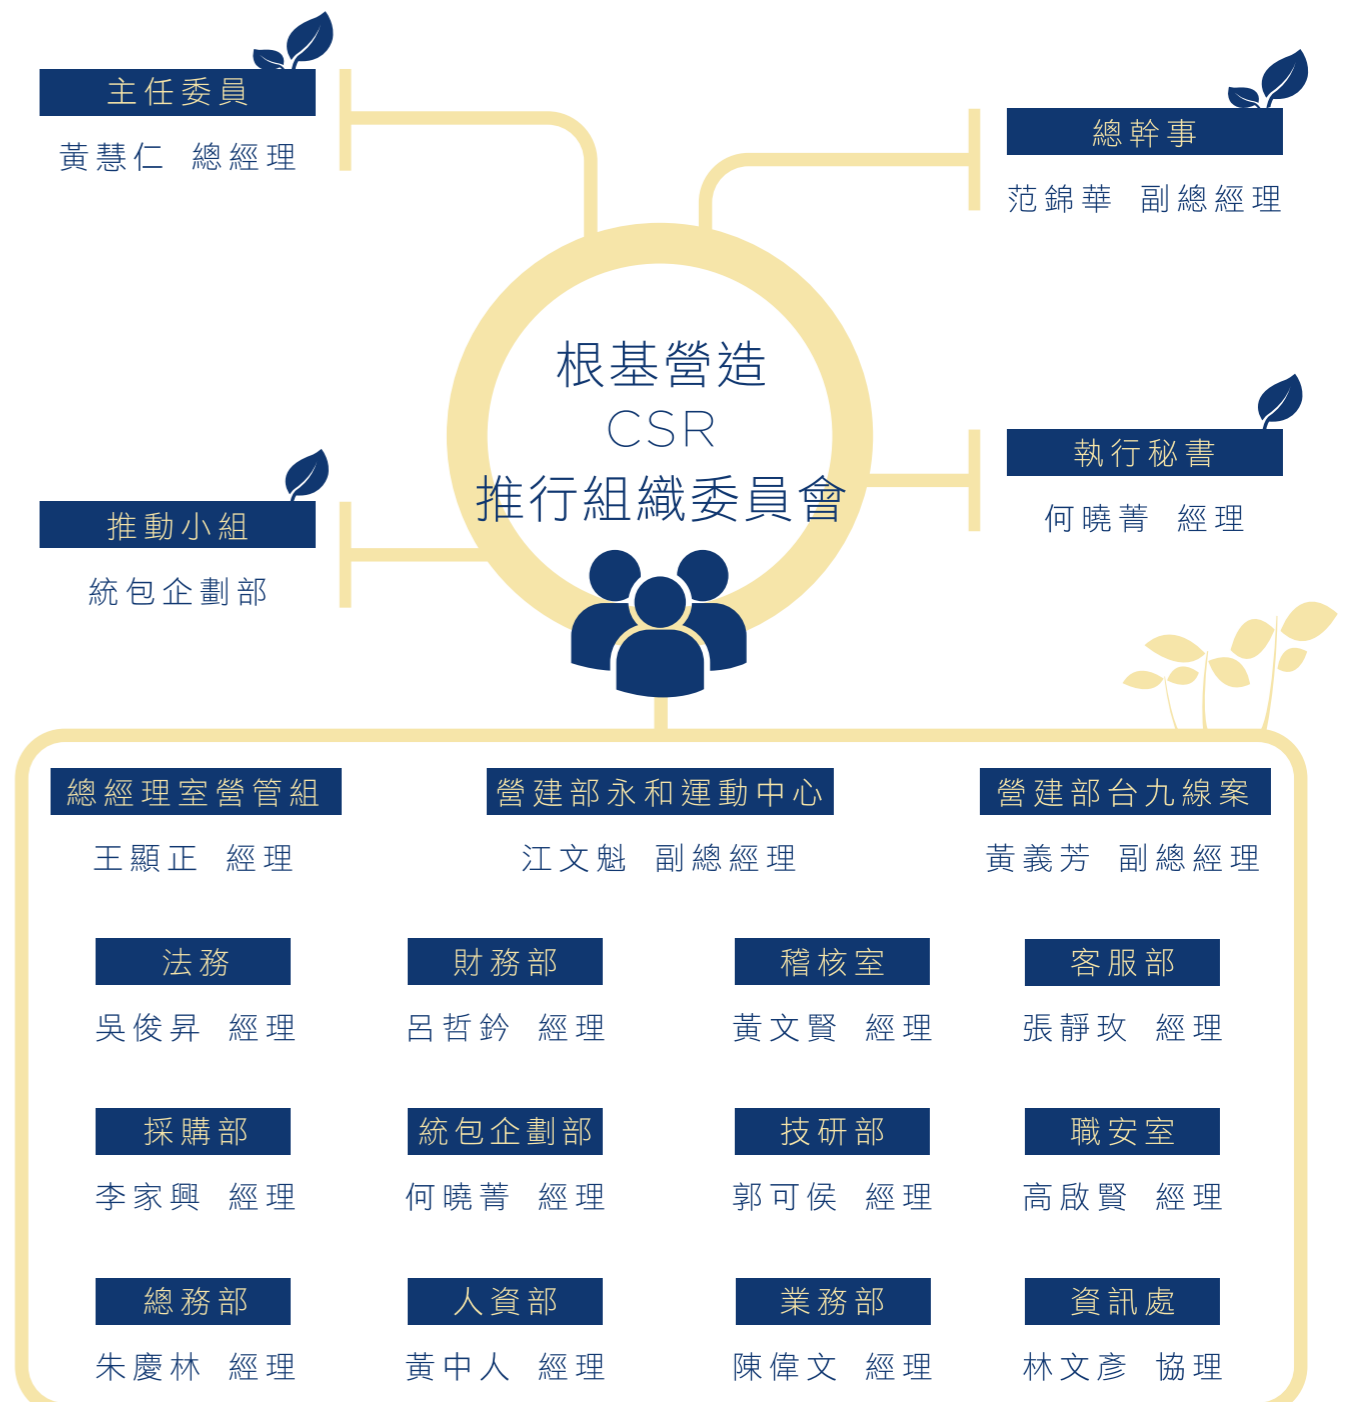 主任委員
黃慧仁 總經理
總幹事
范錦華 副總經理
根基營造
CSR
推行組織委員會
執行秘書
何曉菁 經理
推動小組
統包企劃部
總經理室營管組
營建部永和運動中心
營建部台九線案
王顯正 經理
江文魁 副總經理
黃義芳 副總經理
法務
財務部
稽核室
客服部
吳俊昇 經理
呂哲鈐 經理
黃文賢 經理
張靜玫 經理
採購部
統包企劃部
技研部
職安室
李家興 經理
何曉菁 經理
郭可侯 經理
高啟賢 經理
總務部
人資部
業務部
資訊處
朱慶林 經理
黃中人 經理
陳偉文 經理
林文彥 協理